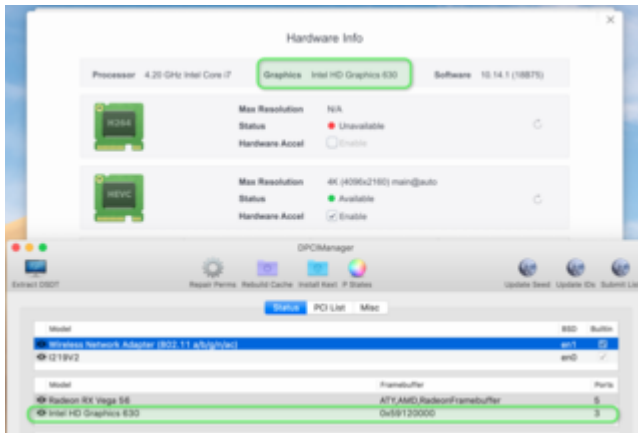 Hardware Info
Processor 4.20 GHz Intel Core i7 Graphics Intel HD Graphics 630 Software 10.14.1 (18B75)
H264
Max Resolution N/A
Status Unavailable
Hardware Accel Enable
HEVC
Max Resolution 4K (4096x2160) main@auto
Status Available
Hardware Accel Enable
DPCIManager
Extract DSDT Repair Perms Rebuild Cache Install Kext P States Update Seed Update IDs Submit List
Status PCI List Misc
Model BSD Builtin
Wireless Network Adapter (802.11 a/b/g/n/ac) en1
I219V2 en0
Model Framebuffer Ports
Radeon RX Vega 56 ATY,AMD,RadeonFramebuffer 6
Intel HD Graphics 630 0x59120000 3